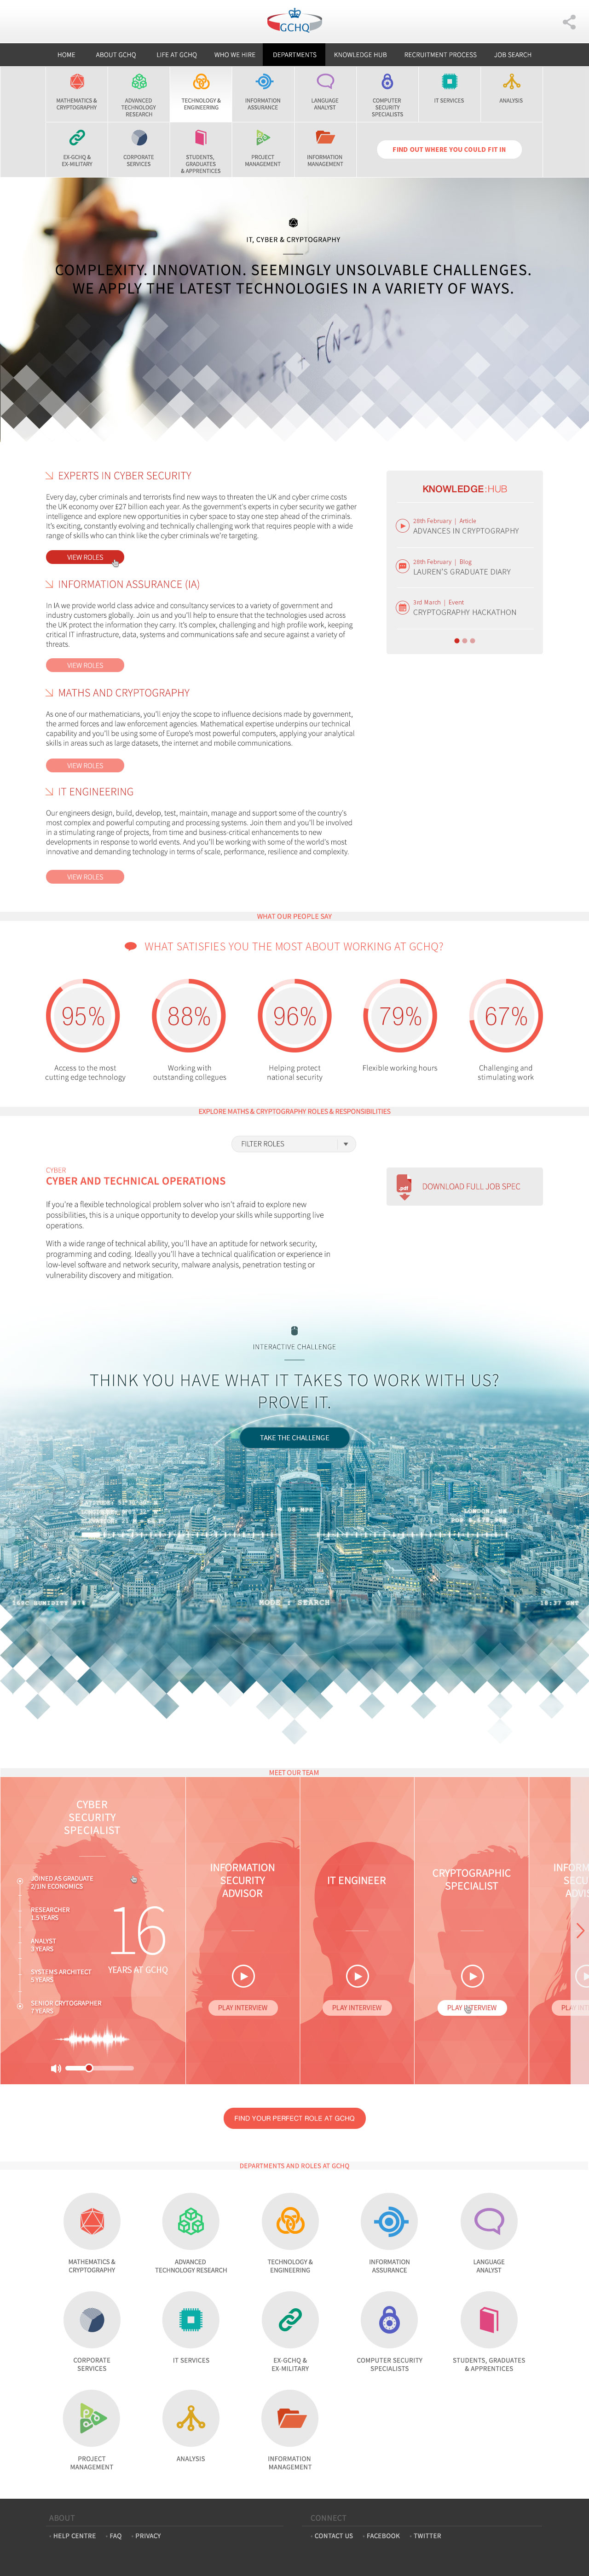 GCHQ
HOME ABOUT GCHQ LIFE AT GCHQ WHO WE HIRE DEPARTMENTS KNOWLEDGE HUB RECRUITMENT PROCESS JOB SEARCH
MATHEMATICS &
CRYPTOGRAPHY
ADVANCED
TECHNOLOGY
RESEARCH
TECHNOLOGY &
ENGINEERING
INFORMATION
ASSURANCE
LANGUAGE
ANALYST
COMPUTER
SECURITY
SPECIALISTS
IT SERVICES
ANALYSIS
EX-GCHQ &
EX-MILITARY
CORPORATE
SERVICES
STUDENTS,
GRADUATES
& APPRENTICES
PROJECT
MANAGEMENT
INFORMATION
MANAGEMENT
FIND OUT WHERE YOU COULD FIT IN
IT, CYBER & CRYPTOGRAPHY
COMPLEXITY. INNOVATION. SEEMINGLY UNSOLVABLE CHALLENGES.
WE APPLY THE LATEST TECHNOLOGIES IN A VARIETY OF WAYS.
F(N-2)
EXPERTS IN CYBER SECURITY
Every day, cyber criminals and terrorists find new ways to threaten the UK and cyber crime costs
the UK economy over £27 billion each year. As the government's experts in cyber security we gather
intelligence and explore new opportunities in cyber space to stay one step ahead of the criminals.
It's exciting, constantly evolving and technically challenging work that requires people with a wide
range of skills who can think like the cyber criminals we're targeting.
VIEW ROLES
INFORMATION ASSURANCE (IA)
In IA we provide world class advice and consultancy services to a variety of government and
industry customers globally. Join us and you'll help to ensure that the technologies used across
the UK protect the information they carry. It's complex, challenging and high profile work, keeping
critical IT infrastructure, data, systems and communications safe and secure against a variety of
threats.
VIEW ROLES
MATHS AND CRYPTOGRAPHY
As one of our mathematicians, you'll enjoy the scope to influence decisions made by government,
the armed forces and law enforcement agencies. Mathematical expertise underpins our technical
capability and you'll be using some of Europe's most powerful computers, applying your analytical
skills in areas such as large datasets, the internet and mobile communications.
VIEW ROLES
IT ENGINEERING
Our engineers design, build, develop, test, maintain, manage and support some of the country's
most complex and powerful computing and processing systems. Join them and you'll be involved
in a stimulating range of projects, from time and business-critical enhancements to new
developments in response to world events. And you'll be working with some of the world's most
innovative and demanding technology in terms of scale, performance, resilience and complexity.
VIEW ROLES
KNOWLEDGE:HUB
28th February | Article
ADVANCES IN CRYPTOGRAPHY
28th February | Blog
LAUREN'S GRADUATE DIARY
3rd March | Event
CRYPTOGRAPHY HACKATHON
WHAT OUR PEOPLE SAY
WHAT SATISFIES YOU THE MOST ABOUT WORKING AT GCHQ?
95% 88% 96% 79% 67%
Access to the most
cutting edge technology
Working with
outstanding collegues
Helping protect
national security
Flexible working hours
Challenging and
stimulating work
EXPLORE MATHS & CRYPTOGRAPHY ROLES & RESPONSIBILITIES
FILTER ROLES
CYBER
CYBER AND TECHNICAL OPERATIONS
If you're a flexible technological problem solver who isn't afraid to explore new
possibilities, this is a unique opportunity to develop your skills while supporting live
operations.
With a wide range of technical ability, you'll have an aptitude for network security,
programming and coding. Ideally you'll have a technical qualification or experience in
low-level software and network security, malware analysis, penetration testing or
vulnerability discovery and mitigation.
.pdf
DOWNLOAD FULL JOB SPEC
INTERACTIVE CHALLENGE
THINK YOU HAVE WHAT IT TAKES TO WORK WITH US?
PROVE IT.
TAKE THE CHALLENGE
LONDON, UK
MODE : SEARCH
MEET OUR TEAM
CYBER
SECURITY
SPECIALIST
JOINED AS GRADUATE
2/1IN ECONOMICS
RESEARCHER
1.5 YEARS
ANALYST
3 YEARS
SYSTEMS ARCHITECT
5 YEARS
SENIOR CRYTOGRAPHER
7 YEARS
16
YEARS AT GCHQ
INFORMATION
SECURITY
ADVISOR
PLAY INTERVIEW
IT ENGINEER
PLAY INTERVIEW
CRYPTOGRAPHIC
SPECIALIST
PLAY INTERVIEW
INFORM
SECU
ADVIS
PLAY INT
FIND YOUR PERFECT ROLE AT GCHQ
DEPARTMENTS AND ROLES AT GCHQ
MATHEMATICS &
CRYPTOGRAPHY
ADVANCED
TECHNOLOGY RESEARCH
TECHNOLOGY &
ENGINEERING
INFORMATION
ASSURANCE
LANGUAGE
ANALYST
CORPORATE
SERVICES
IT SERVICES
EX-GCHQ &
EX-MILITARY
COMPUTER SECURITY
SPECIALISTS
STUDENTS, GRADUATES
& APPRENTICES
PROJECT
MANAGEMENT
ANALYSIS
INFORMATION
MANAGEMENT
ABOUT
- HELP CENTRE - FAQ - PRIVACY
CONNECT
- CONTACT US - FACEBOOK - TWITTER